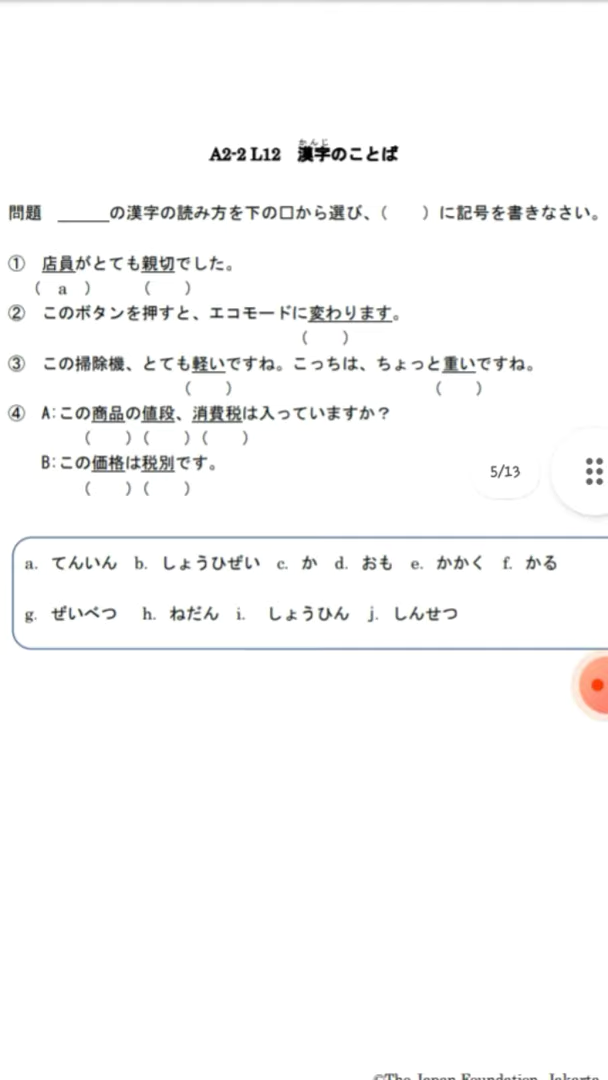 かんじ
A2-2 L12 漢字のことば
問題 _____の漢字の読み方を下の□から選び、( )に記号を書きなさい。
① 店員がとても親切でした。
( a ) ( )
② このボタンを押すと、エコモードに変わります。
( )
③ この掃除機、とても軽いですね。こっちは、ちょっと重いですね。
( ) ( )
④ A:この商品の値段、消費税は入っていますか?
( ) ( ) ( )
B:この価格は税別です。
( ) ( )
5/13
a. てんいん b. しょうひぜい c. か d. おも e. かかく f. かる
g. ぜいべつ h. ねだん i. しょうひん j. しんせつ
©The Japan Foundation, Jakarta